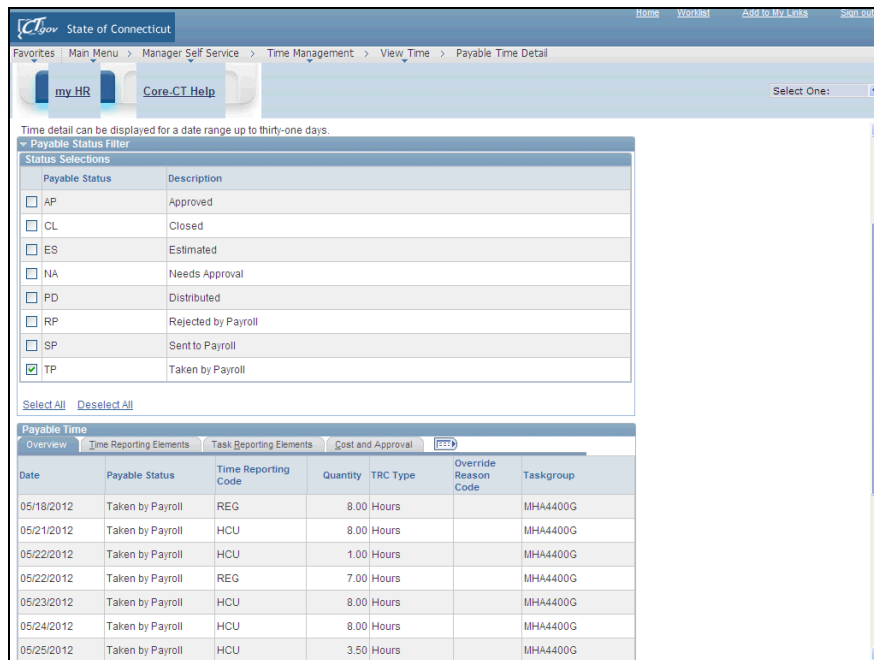 Home Worklist Add to My Links Sign out
CT.gov State of Connecticut
Favorites Main Menu > Manager Self Service > Time Management > View Time > Payable Time Detail
my HR Core-CT Help Select One:
Time detail can be displayed for a date range up to thirty-one days.
Payable Status Filter
Status Selections
Payable Status Description
AP Approved
CL Closed
ES Estimated
NA Needs Approval
PD Distributed
RP Rejected by Payroll
SP Sent to Payroll
TP Taken by Payroll
Select All Deselect All
Payable Time
Overview Time Reporting Elements Task Reporting Elements Cost and Approval
Date Payable Status Time Reporting Code Quantity TRC Type Override Reason Code Taskgroup
05/18/2012 Taken by Payroll REG 8.00 Hours MHA4400G
05/21/2012 Taken by Payroll HCU 8.00 Hours MHA4400G
05/22/2012 Taken by Payroll HCU 1.00 Hours MHA4400G
05/22/2012 Taken by Payroll REG 7.00 Hours MHA4400G
05/23/2012 Taken by Payroll HCU 8.00 Hours MHA4400G
05/24/2012 Taken by Payroll HCU 8.00 Hours MHA4400G
05/25/2012 Taken by Payroll HCU 3.50 Hours MHA4400G